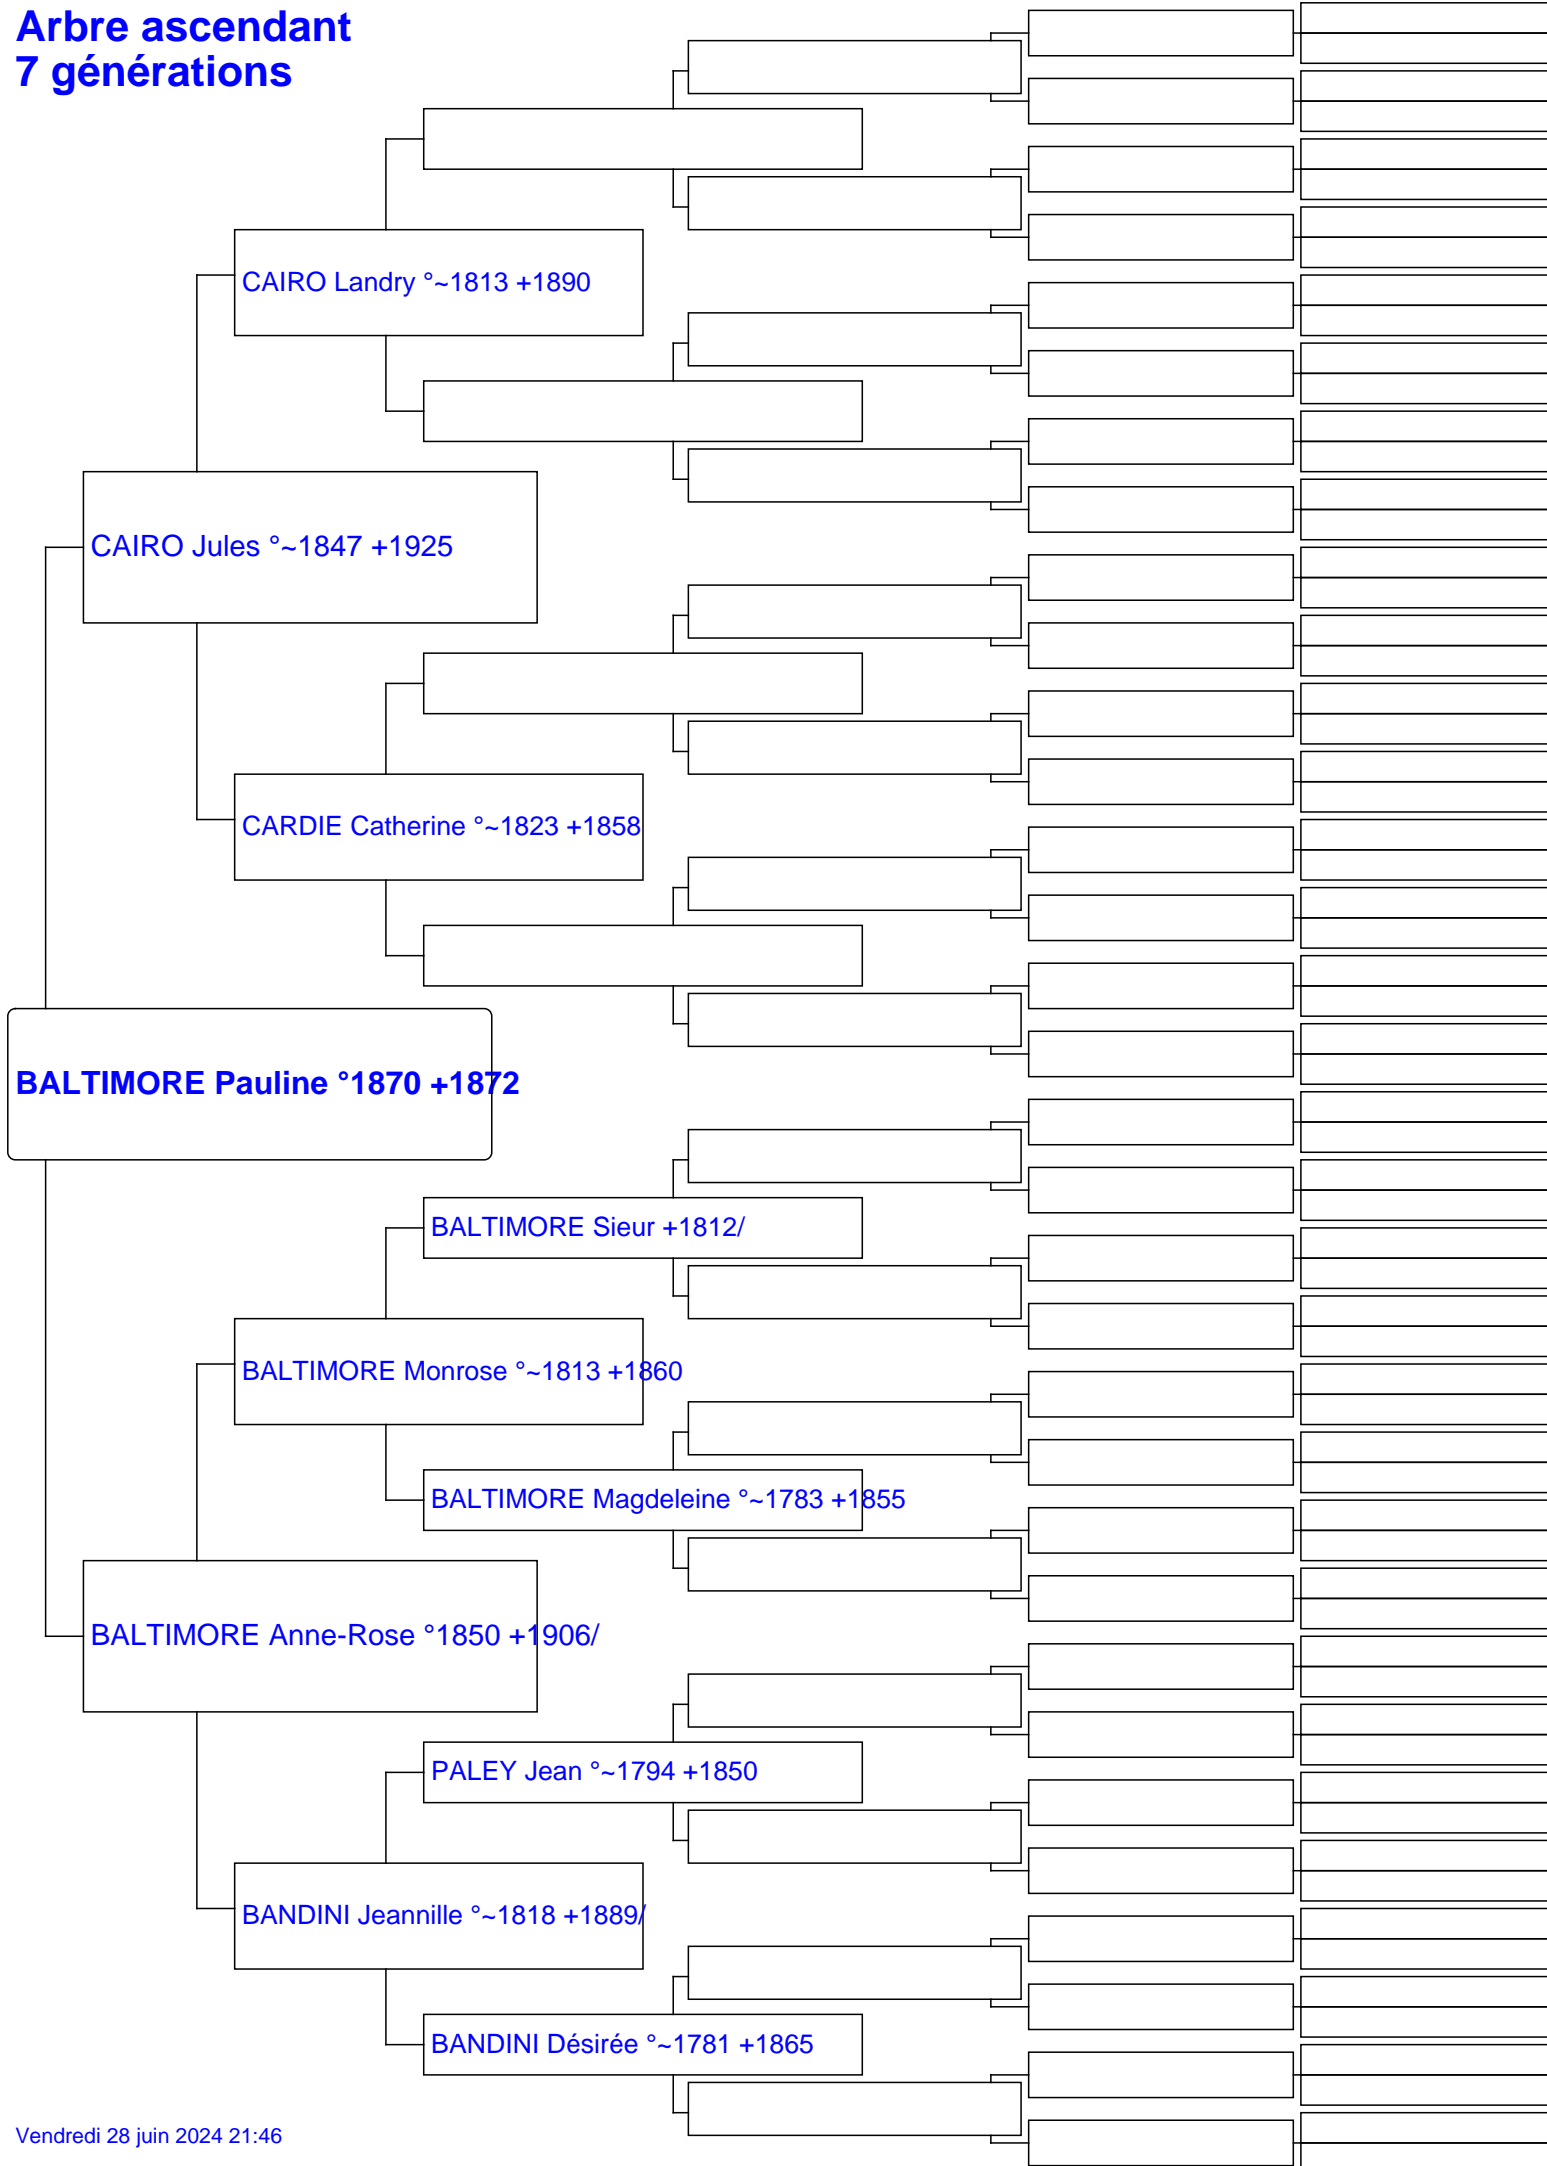 Arbre ascendant
7 générations
CAIRO Landry °~1813 +1890
CAIRO Jules °~1847 +1925
CARDIE Catherine °~1823 +1858
BALTIMORE Pauline °1870 +1872
BALTIMORE Sieur +1812/
BALTIMORE Monrose °~1813 +1860
BALTIMORE Magdeleine °~1783 +1855
BALTIMORE Anne-Rose °1850 +1906/
PALEY Jean °~1794 +1850
BANDINI Jeannille °~1818 +1889/
BANDINI Désirée °~1781 +1865
Vendredi 28 juin 2024 21:46